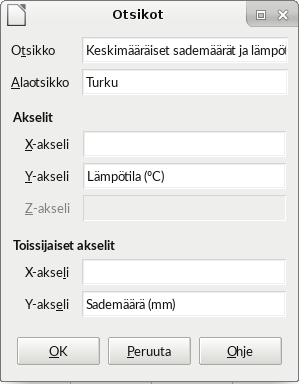 Otsikot
Otsikko Keskimääräiset sademäärät ja
Alaotsikko Turku
Akselit
X-akseli
Y-akseli Lämpötila (°C)
Z-akseli
Toissijaiset akselit
X-akseli
Y-akseli Sademäärä (mm)
OK Peruuta Ohje